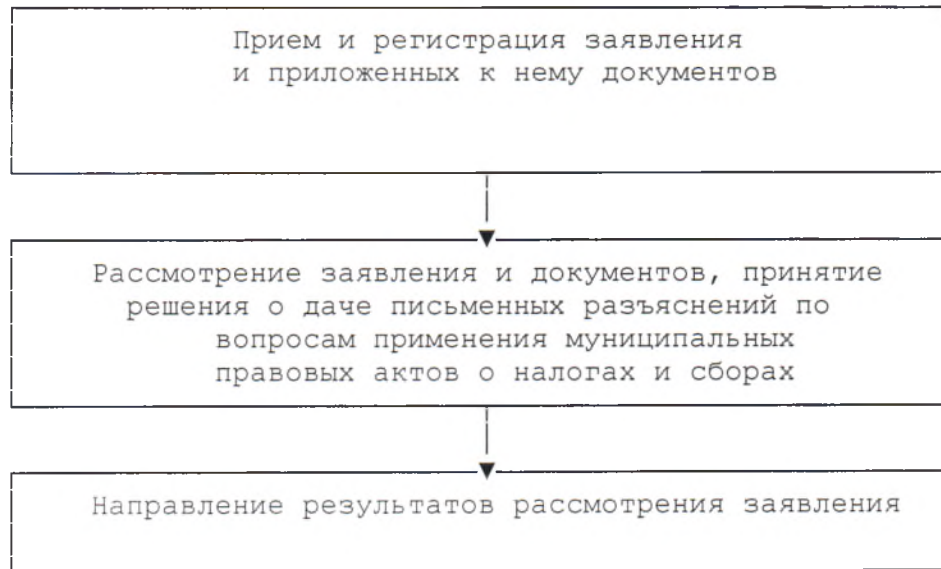 Прием и регистрация заявления
и приложенных к нему документов
Рассмотрение заявления и документов, принятие
решения о даче письменных разъяснений по
вопросам применения муниципальных
правовых актов о налогах и сборах
Направление результатов рассмотрения заявления